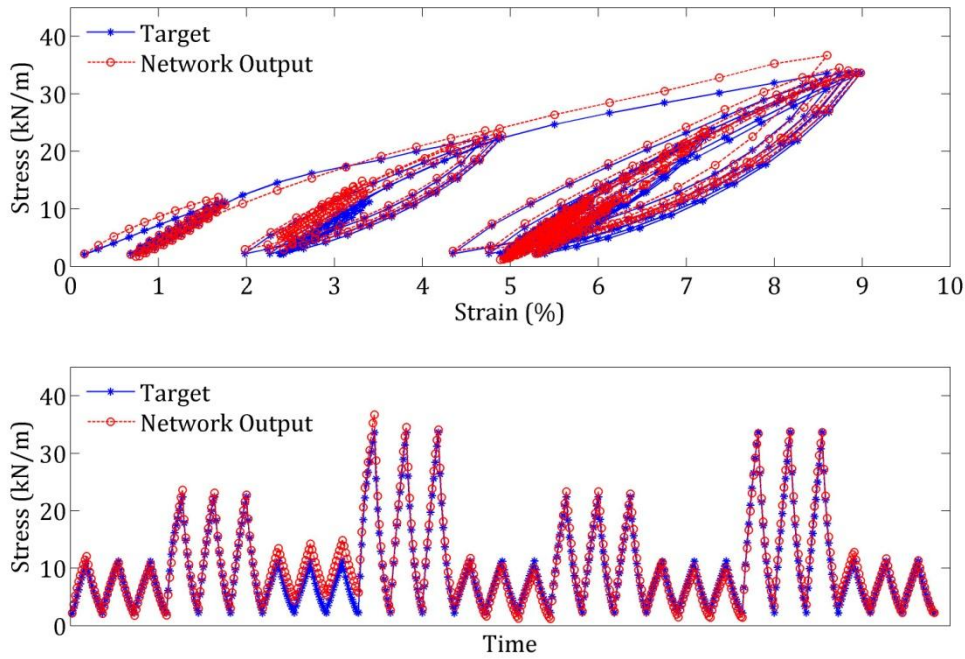 40
30
20
10
0
Stress (kN/m)
Target
Network Output
0 1 2 3 4 5 6 7 8 9 10
Strain (%)
40
30
20
10
0
Stress (kN/m)
Target
Network Output
Time